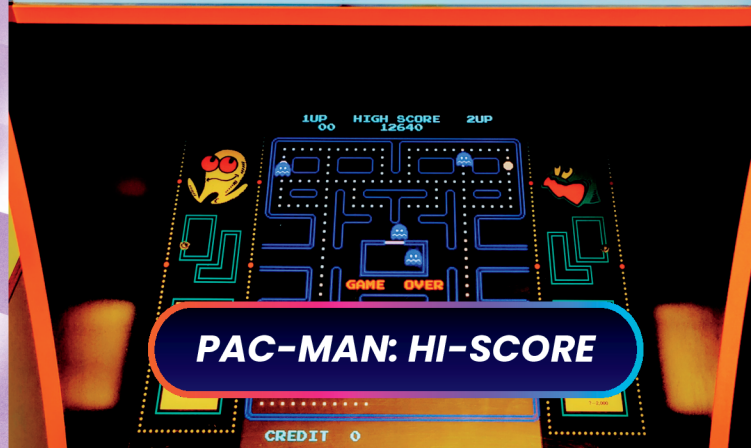 1UP HIGH SCORE 2UP
00 12640
GAME OVER
PAC-MAN: HI-SCORE
CREDIT 0